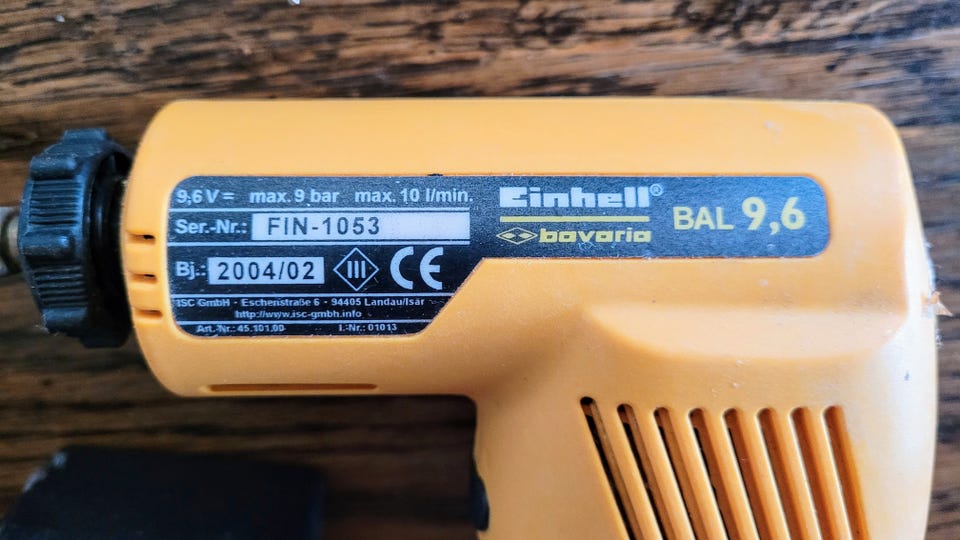 9,6 V = max. 9 bar max. 10 l/min.
Ser.-Nr.: FIN-1053
Bj.: 2004/02 III CE
ISC GmbH · Eschenstraße 6 · 94405 Landau/Isar
http://www.isc-gmbh.info
Art.-Nr.: 45.101.00 I.-Nr.: 01013
Einhell®
bavaria
BAL 9,6